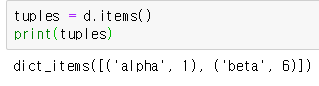 tuples = d.items()
print(tuples)
dict_items([('alpha', 1), ('beta', 6)])